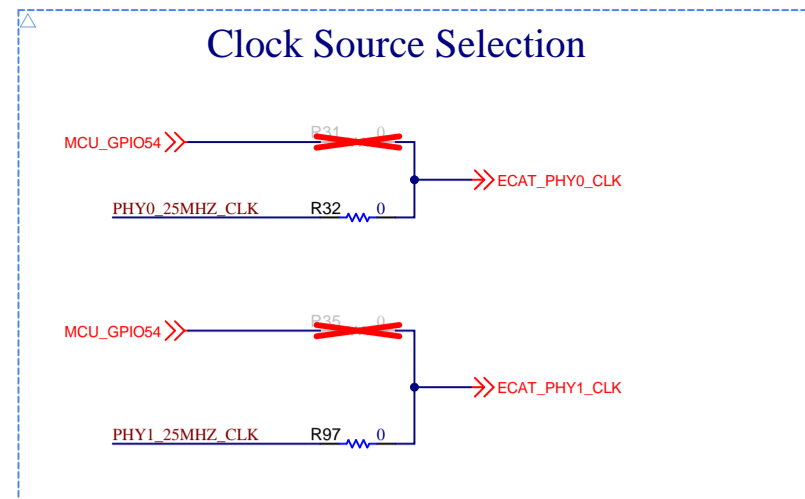 Clock Source Selection
R31 0
MCU_GPIO54
ECAT_PHY0_CLK
PHY0_25MHZ_CLK R32 0
R35 0
MCU_GPIO54
ECAT_PHY1_CLK
PHY1_25MHZ_CLK R97 0